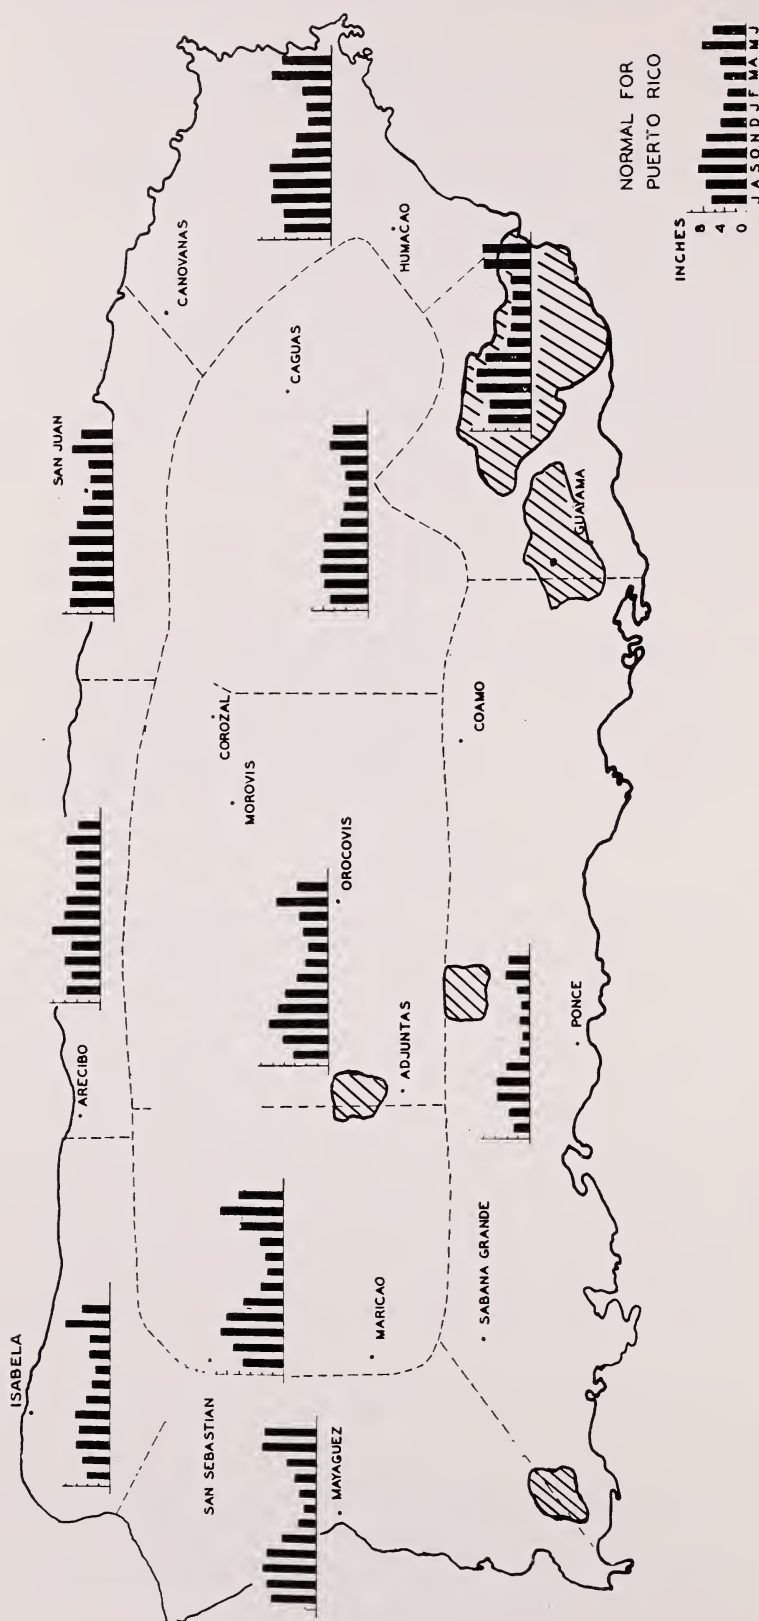 ISABELA
ARECIBO
SAN JUAN
CANOVANAS
SAN SEBASTIAN
MOROVIS
COROZAL
CAGUAS
MAYAGUEZ
MARICAO
ADJUNTAS
OROCOVIS
HUMACAO
SABANA GRANDE
PONCE
COAMO
GUAYAMA
NORMAL FOR
PUERTO RICO
INCHES
8
4
0
J A S O N D J F M A M J